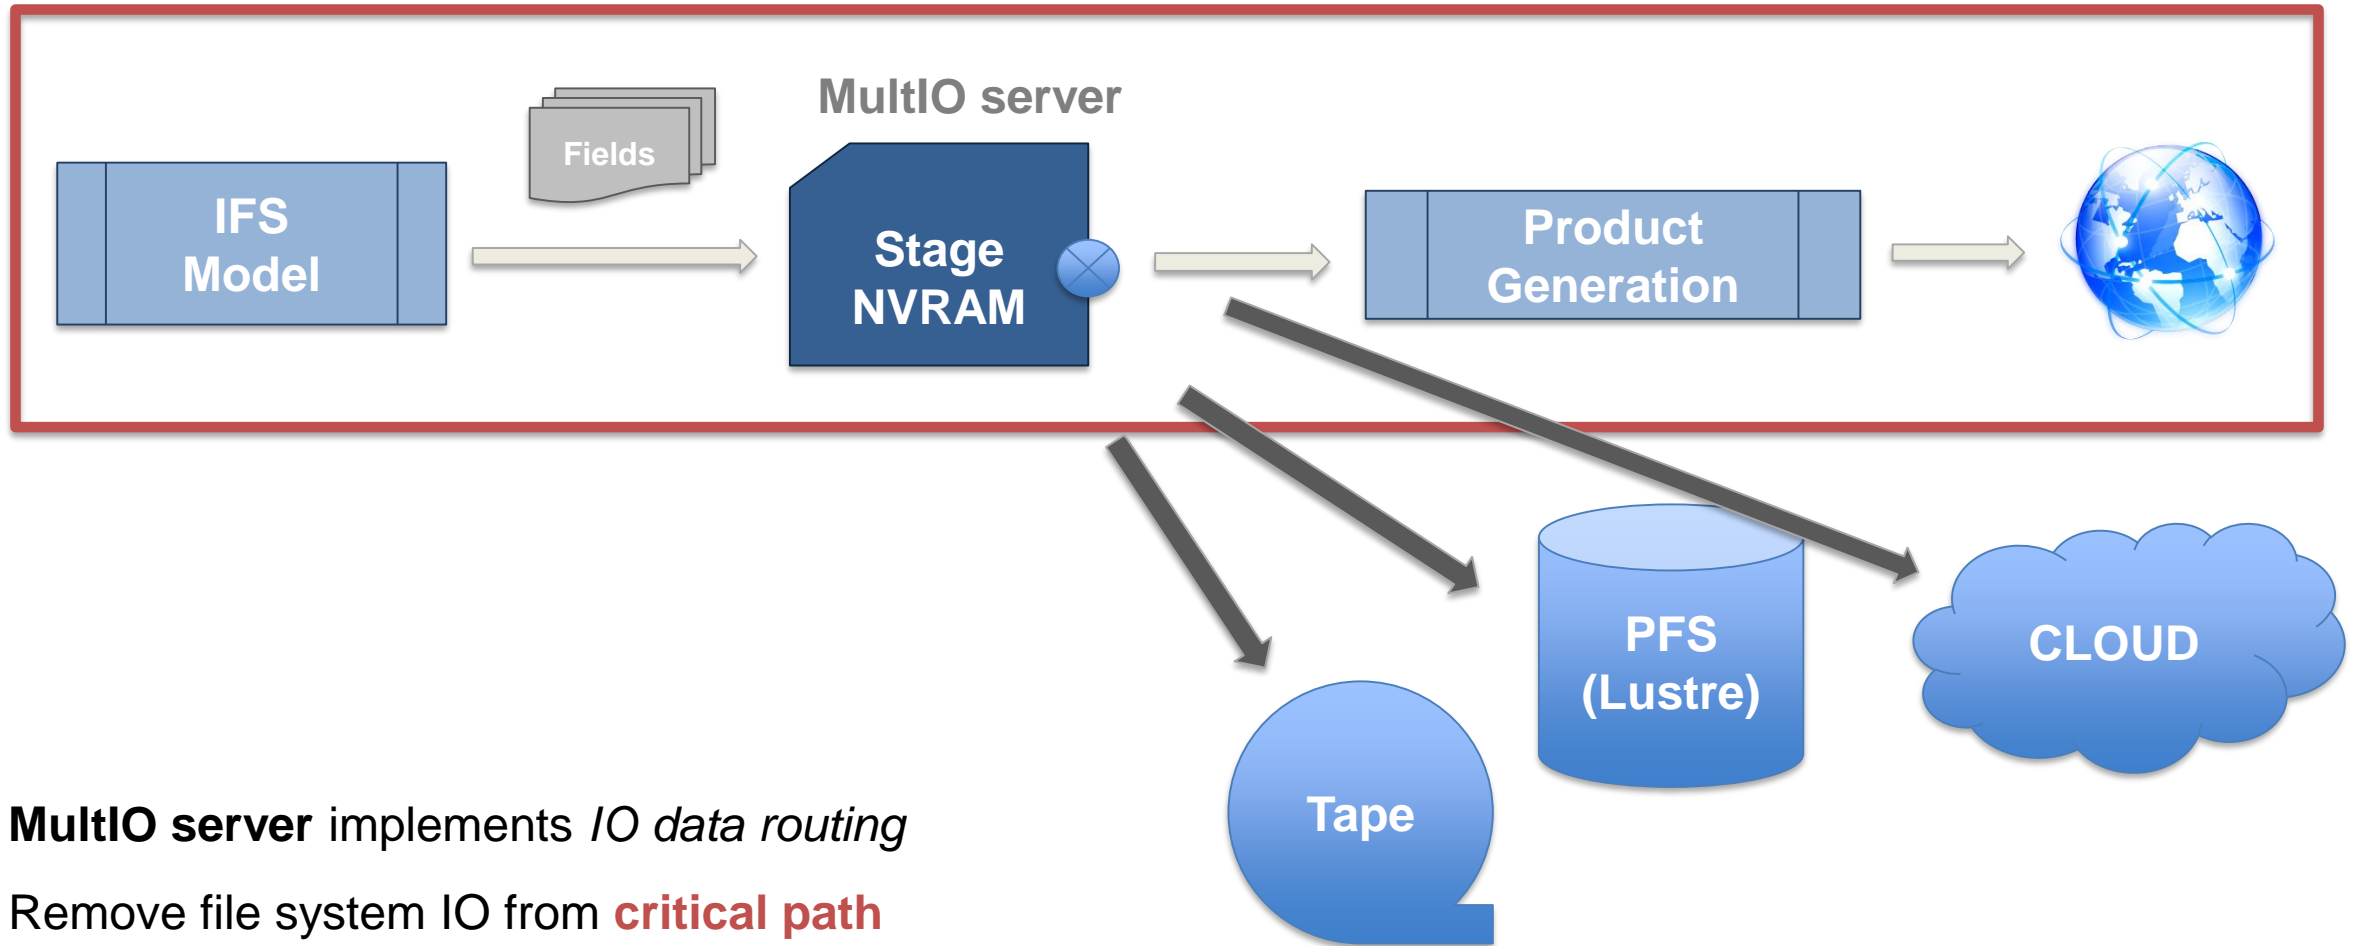 MultIO server
Fields
IFS
Model
Stage
NVRAM
Product
Generation
PFS
(Lustre)
CLOUD
Tape
MultIO server implements IO data routing
Remove file system IO from critical path